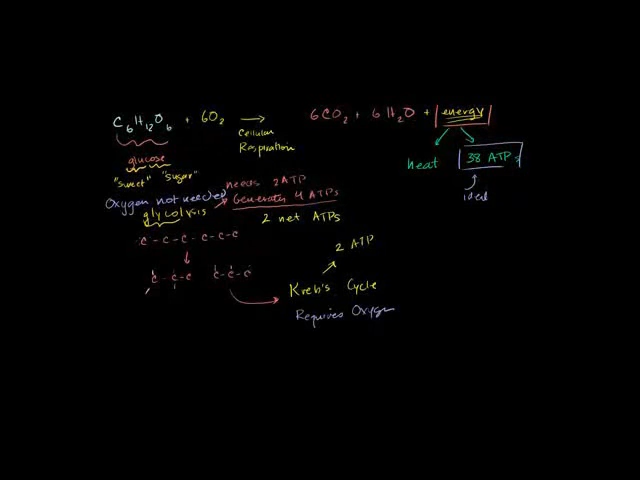 C6H12O6 + 6O2 → 6CO2 + 6H2O + energy
Cellular
Respiration
glucose
"sweet" "sugar"
heat
38 ATPs
ideal
Oxygen not needed
glycolysis
needs 2ATP
Generates 4 ATPs
2 net ATPs
C - C - C - C - C - C
C - C - C C - C - C
2 ATP
Kreb's Cycle
Requires Oxygen